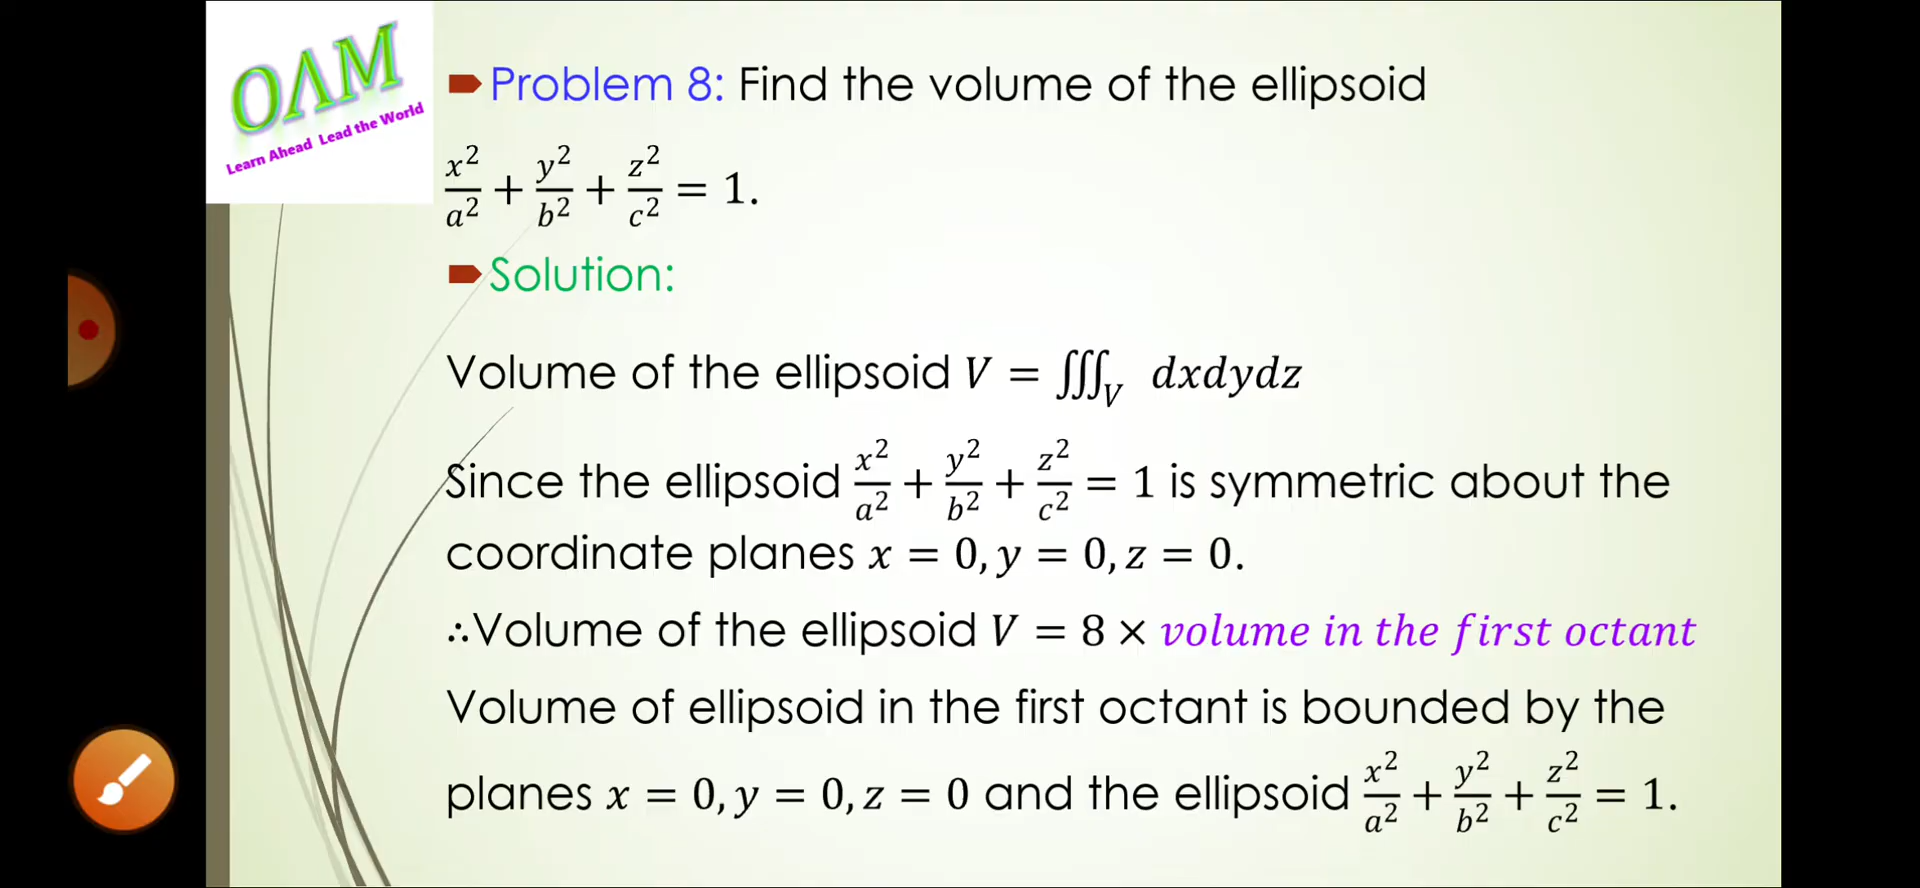 OAM
Learn Ahead Lead the World
Problem 8: Find the volume of the ellipsoid
x²/a² + y²/b² + z²/c² = 1.
Solution:
Volume of the ellipsoid V = ∭_V dxdydz
Since the ellipsoid x²/a² + y²/b² + z²/c² = 1 is symmetric about the
coordinate planes x = 0, y = 0, z = 0.
∴Volume of the ellipsoid V = 8 × volume in the first octant
Volume of ellipsoid in the first octant is bounded by the
planes x = 0, y = 0, z = 0 and the ellipsoid x²/a² + y²/b² + z²/c² = 1.